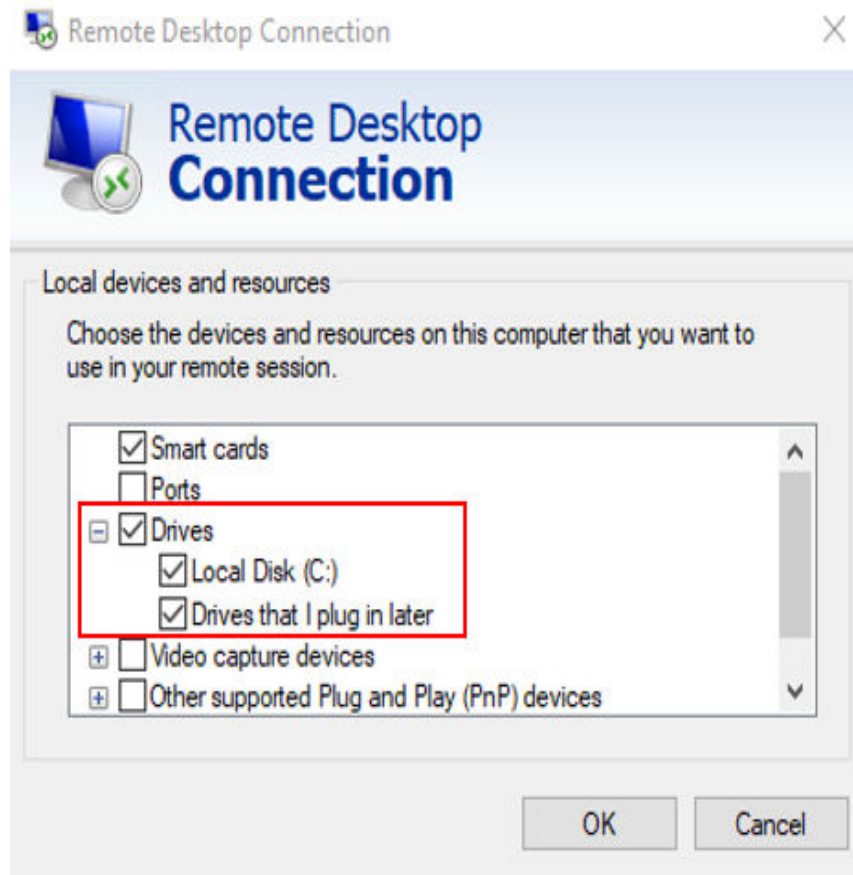 Remote Desktop Connection
Remote Desktop
Connection
Local devices and resources
Choose the devices and resources on this computer that you want to
use in your remote session.
Smart cards
Ports
Drives
Local Disk (C:)
Drives that I plug in later
Video capture devices
Other supported Plug and Play (PnP) devices
OK Cancel